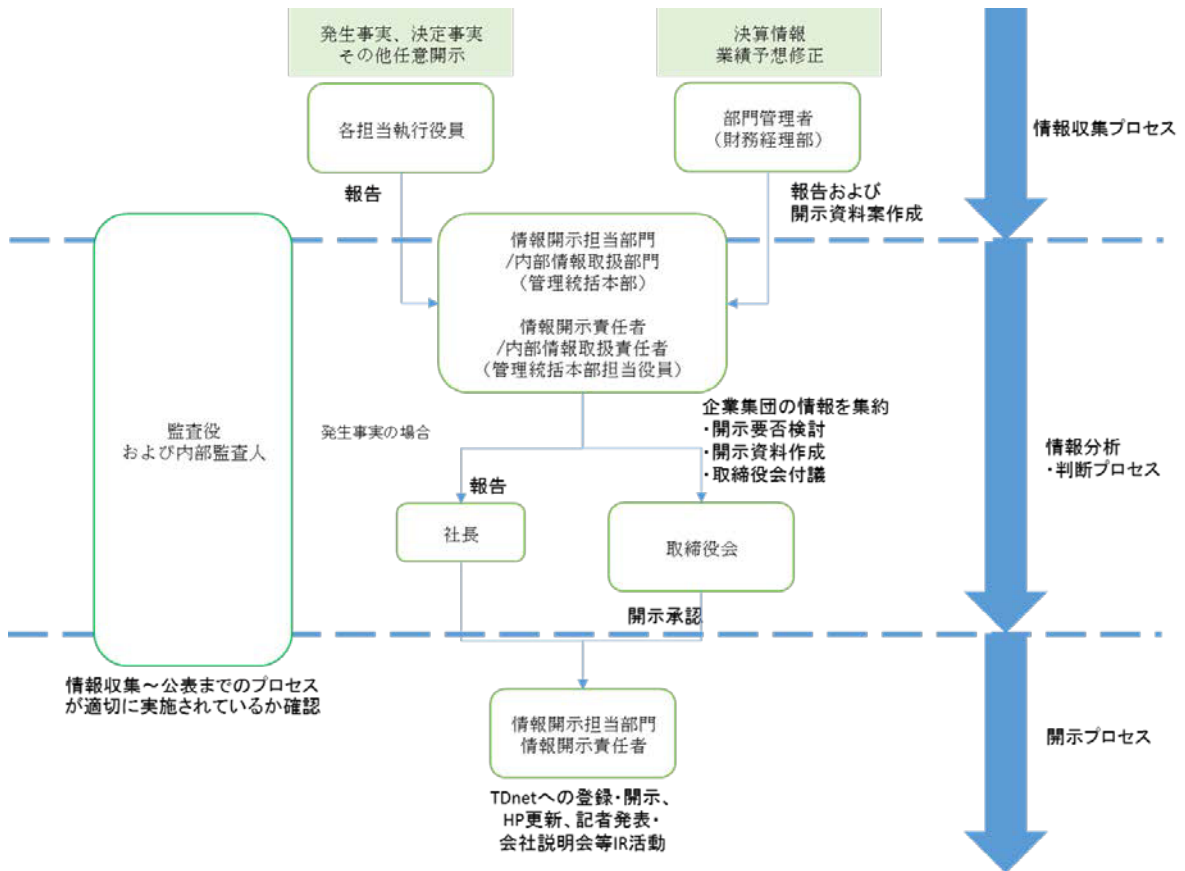 発生事実、決定事実
その他任意開示
決算情報
業績予想修正
各担当執行役員
部門管理者
（財務経理部）
情報収集プロセス
報告
報告および
開示資料案作成
情報開示担当部門
/内部情報取扱部門
（管理統括本部）
情報開示責任者
/内部情報取扱責任者
（管理統括本部担当役員）
監査役
および内部監査人
発生事実の場合
企業集団の情報を集約
・開示要否検討
・開示資料作成
・取締役会付議
情報分析
・判断プロセス
報告
社長
取締役会
開示承認
情報収集～公表までのプロセス
が適切に実施されているか確認
情報開示担当部門
情報開示責任者
開示プロセス
TDnetへの登録・開示、
HP更新、記者発表・
会社説明会等IR活動